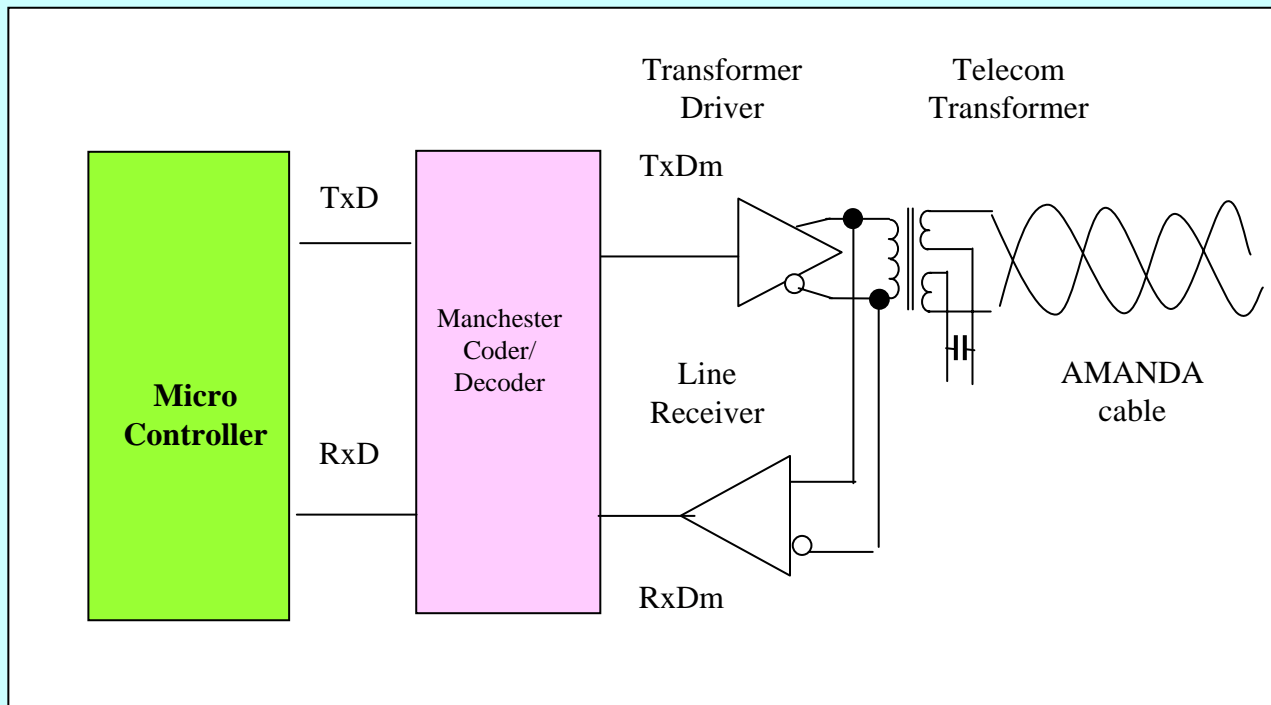 Transformer
Driver
Telecom
Transformer
TxDm
TxD
Manchester
Coder/
Decoder
Line
Receiver
AMANDA
cable
Micro
Controller
RxD
RxDm